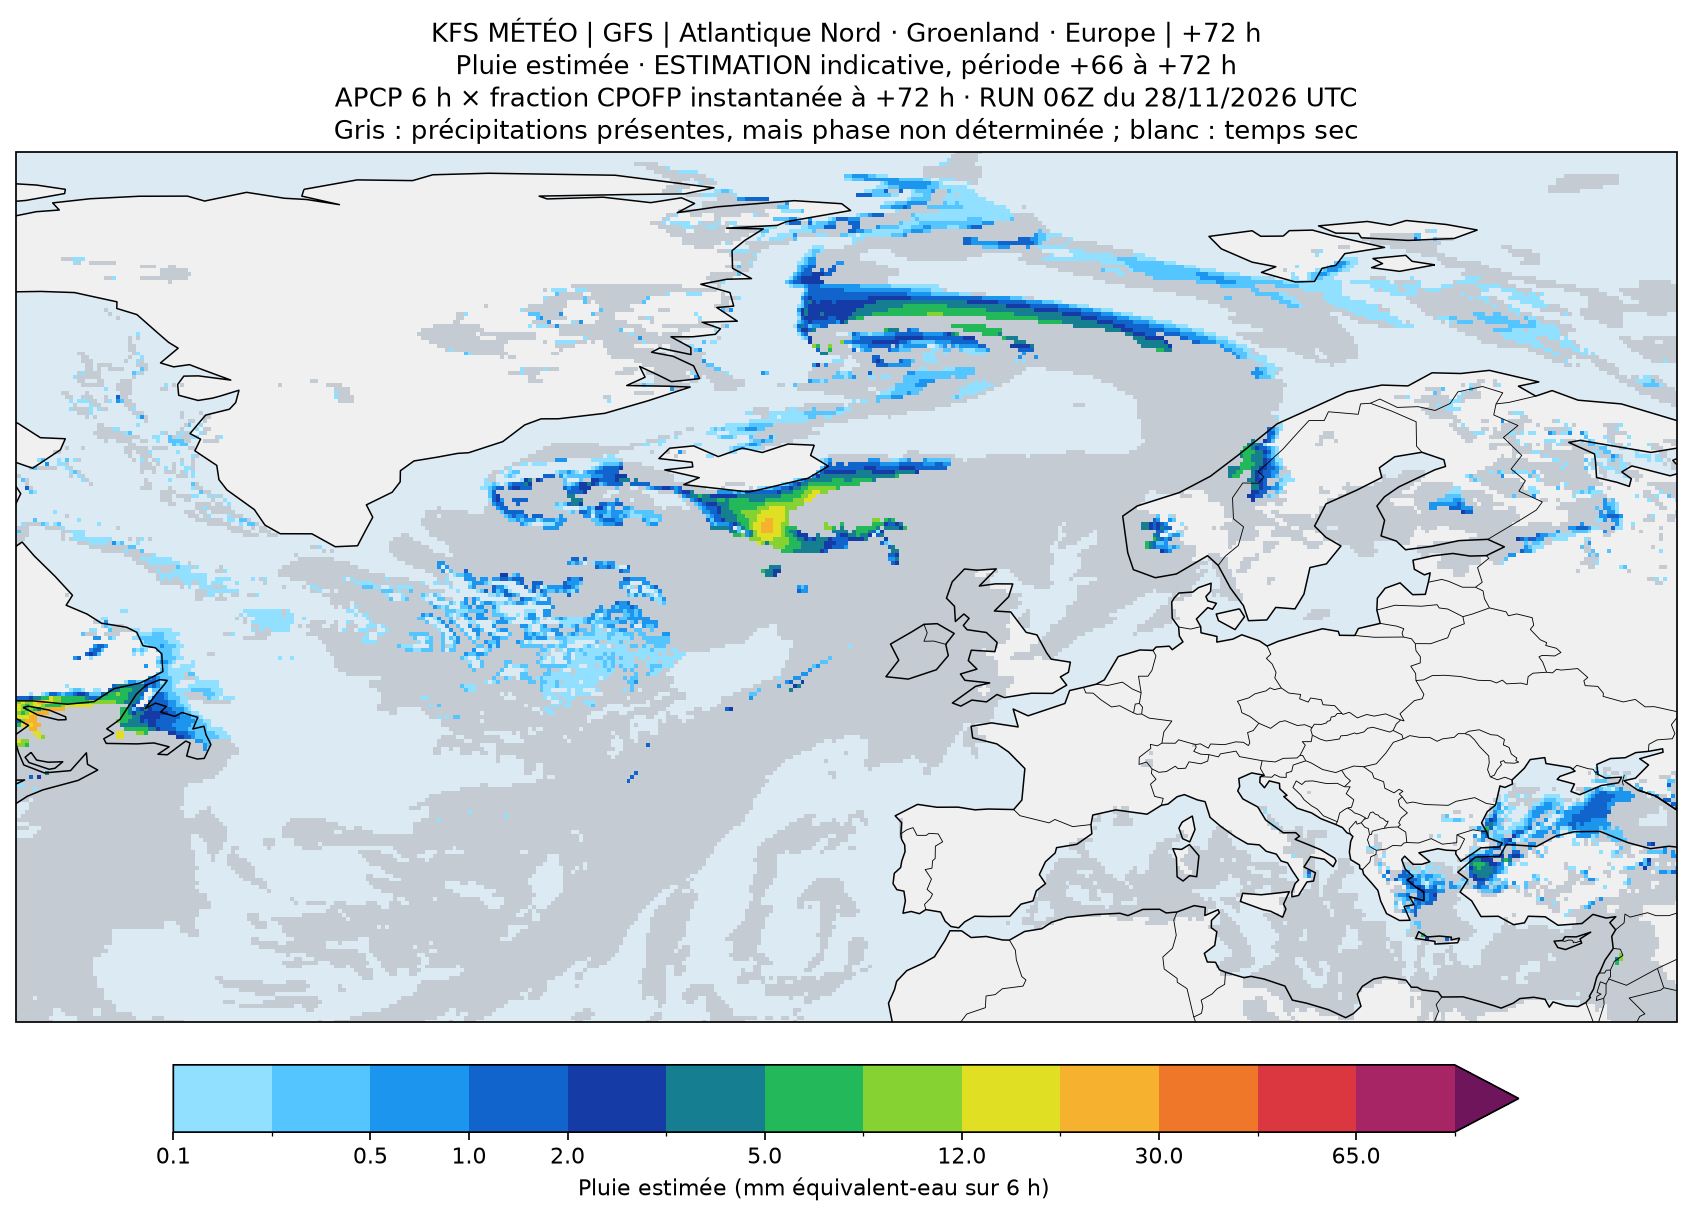 KFS MÉTÉO | GFS | Atlantique Nord · Groenland · Europe | +72 h
Pluie estimée · ESTIMATION indicative, période +66 à +72 h
APCP 6 h × fraction CPOFP instantanée à +72 h · RUN 06Z du 28/11/2026 UTC
Gris : précipitations présentes, mais phase non déterminée ; blanc : temps sec
0.1 0.5 1.0 2.0 5.0 12.0 30.0 65.0
Pluie estimée (mm équivalent-eau sur 6 h)